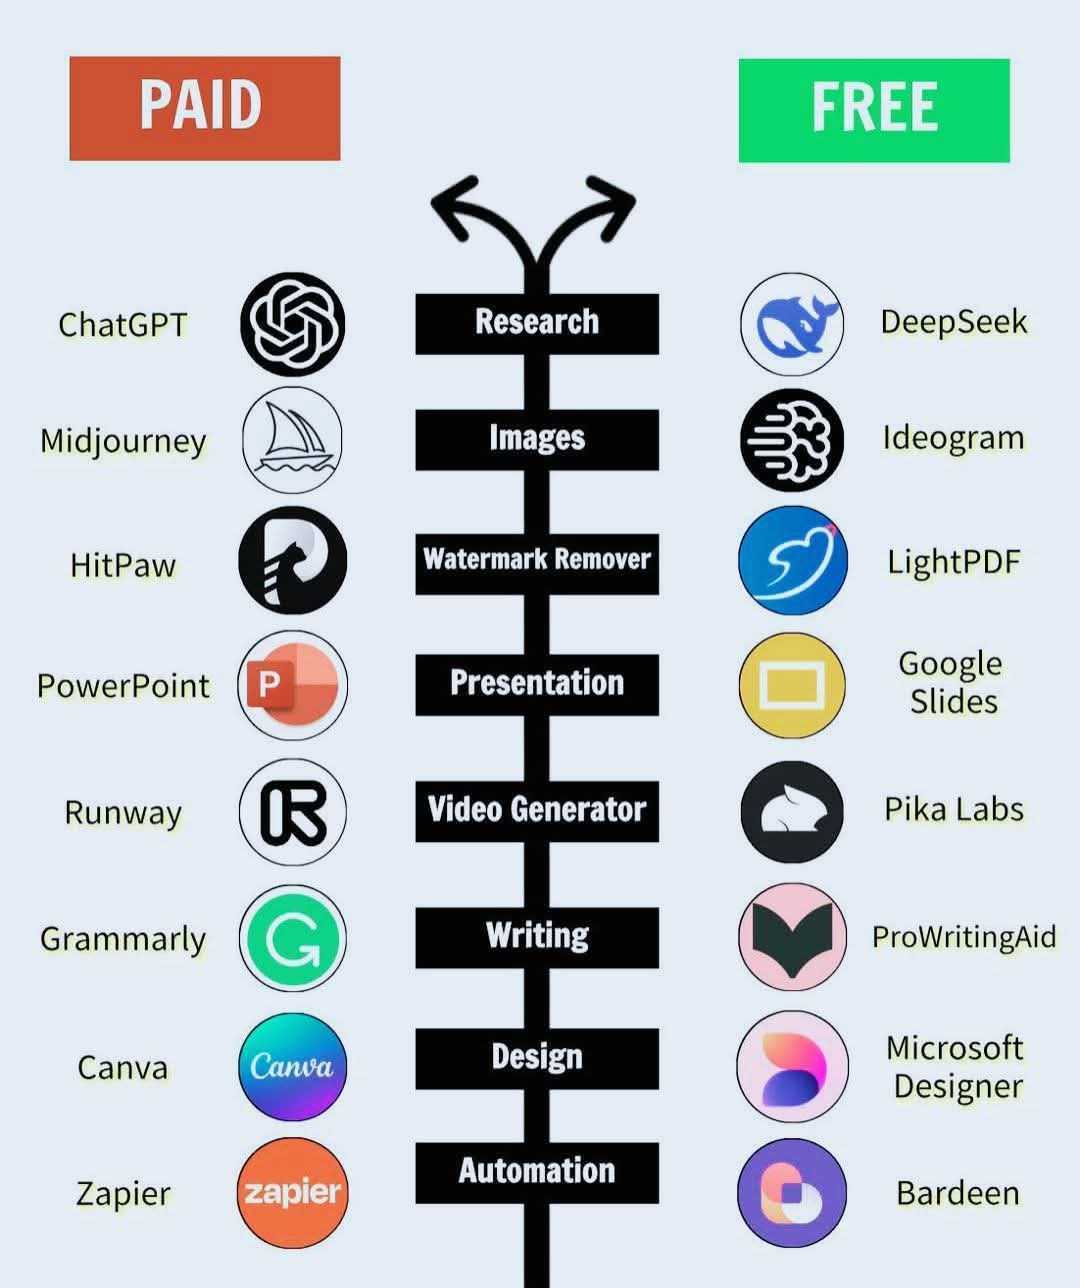 PAID
FREE
ChatGPT
Research
DeepSeek
Midjourney
Images
Ideogram
HitPaw
Watermark Remover
LightPDF
PowerPoint
P
Presentation
Google
Slides
Runway
R
Video Generator
Pika Labs
Grammarly
G
Writing
ProWritingAid
Canva
Canva
Design
Microsoft
Designer
Zapier
zapier
Automation
Bardeen